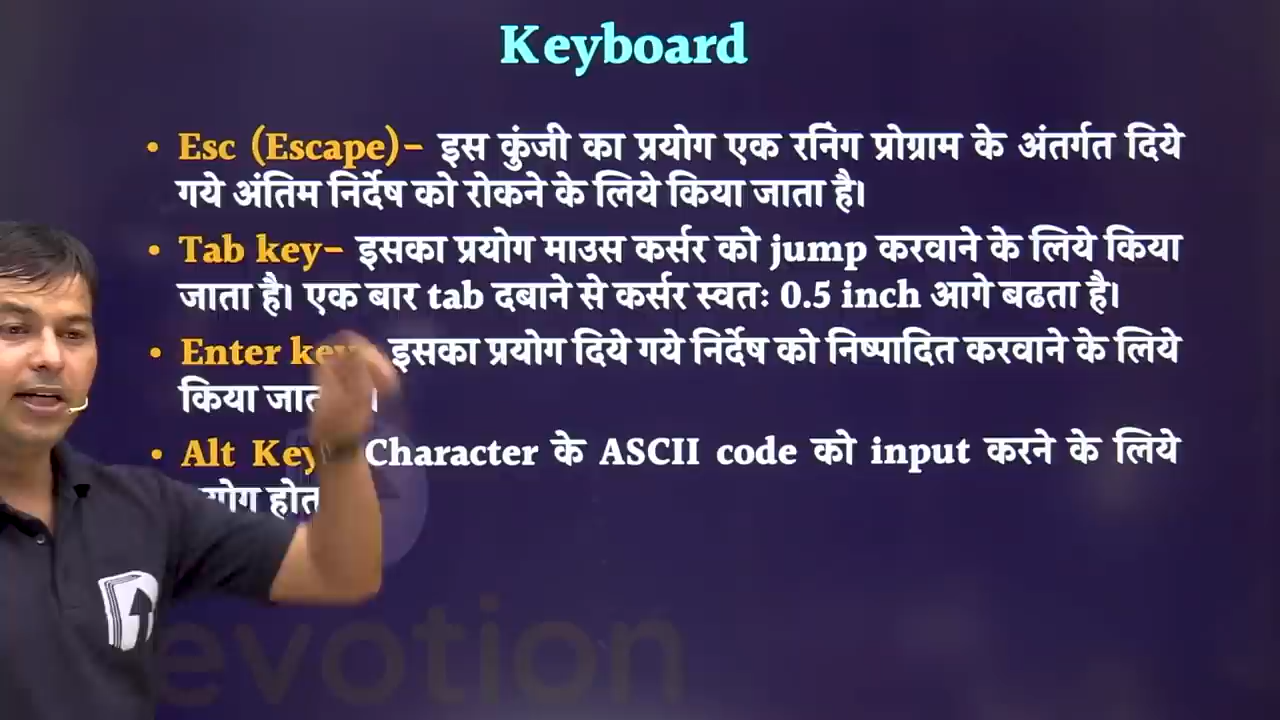 Keyboard
• Esc (Escape)– इस कुंजी का प्रयोग एक रनिंग प्रोग्राम के अंतर्गत दिये
गये अंतिम निर्देष को रोकने के लिये किया जाता है।
• Tab key– इसका प्रयोग माउस कर्सर को jump करवाने के लिये किया
जाता है। एक बार tab दबाने से कर्सर स्वतः 0.5 inch आगे बढता है।
• Enter key इसका प्रयोग दिये गये निर्देष को निष्पादित करवाने के लिये
किया
• Alt Key Character के ASCII code को input करने के लिये
evotion